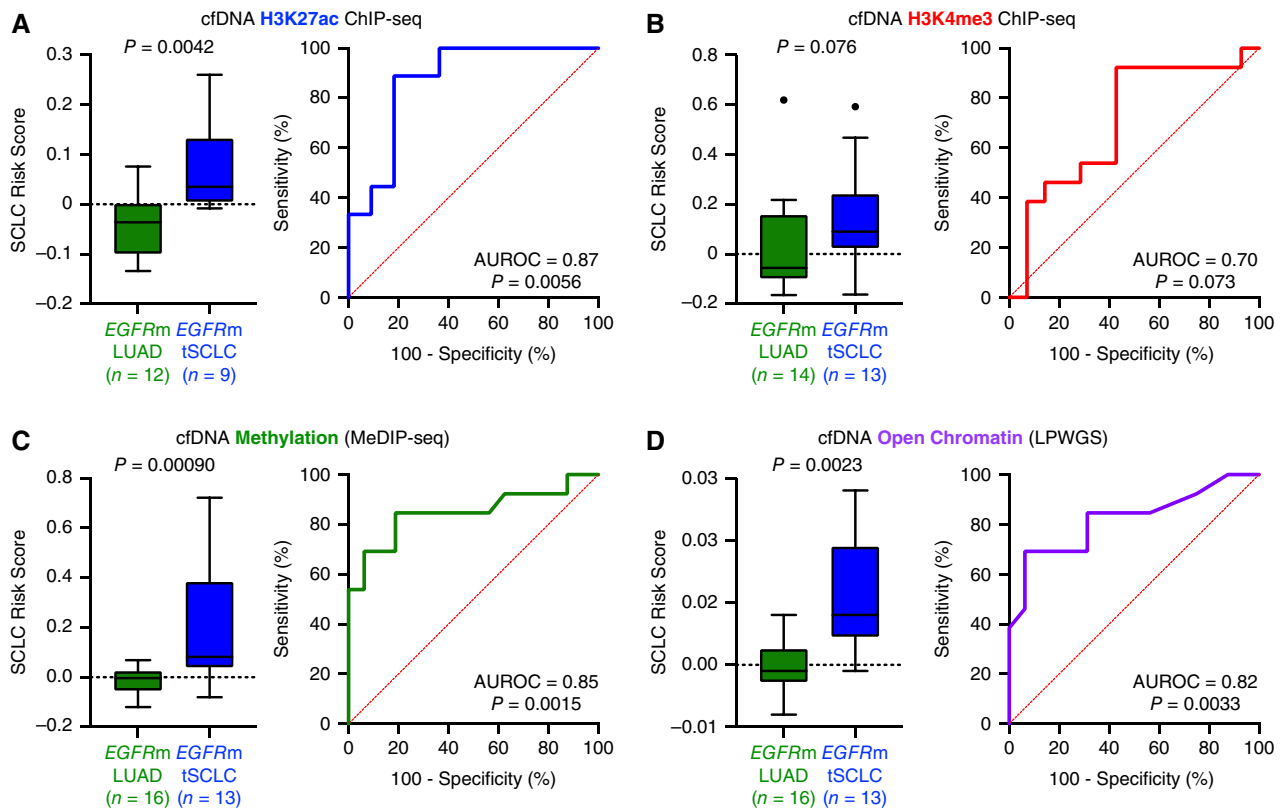 A
cfDNA H3K27ac ChIP-seq
P = 0.0042
SCLC Risk Score
0.3
0.2
0.1
0
–0.1
–0.2
EGFRm EGFRm
LUAD tSCLC
(n = 12) (n = 9)
Sensitivity (%)
100
80
60
40
20
0
AUROC = 0.87
P = 0.0056
0 20 40 60 80 100
100 - Specificity (%)
B
cfDNA H3K4me3 ChIP-seq
P = 0.076
SCLC Risk Score
0.8
0.6
0.4
0.2
0
–0.2
EGFRm EGFRm
LUAD tSCLC
(n = 14) (n = 13)
Sensitivity (%)
100
80
60
40
20
0
AUROC = 0.70
P = 0.073
0 20 40 60 80 100
100 - Specificity (%)
C
cfDNA Methylation (MeDIP-seq)
P = 0.00090
SCLC Risk Score
0.8
0.6
0.4
0.2
0.0
–0.2
EGFRm EGFRm
LUAD tSCLC
(n = 16) (n = 13)
Sensitivity (%)
100
80
60
40
20
0
AUROC = 0.85
P = 0.0015
0 20 40 60 80 100
100 - Specificity (%)
D
cfDNA Open Chromatin (LPWGS)
P = 0.0023
SCLC Risk Score
0.03
0.03
0.02
0.00
–0.01
EGFRm EGFRm
LUAD tSCLC
(n = 16) (n = 13)
Sensitivity (%)
100
80
60
40
20
0
AUROC = 0.82
P = 0.0033
0 20 40 60 80 100
100 - Specificity (%)